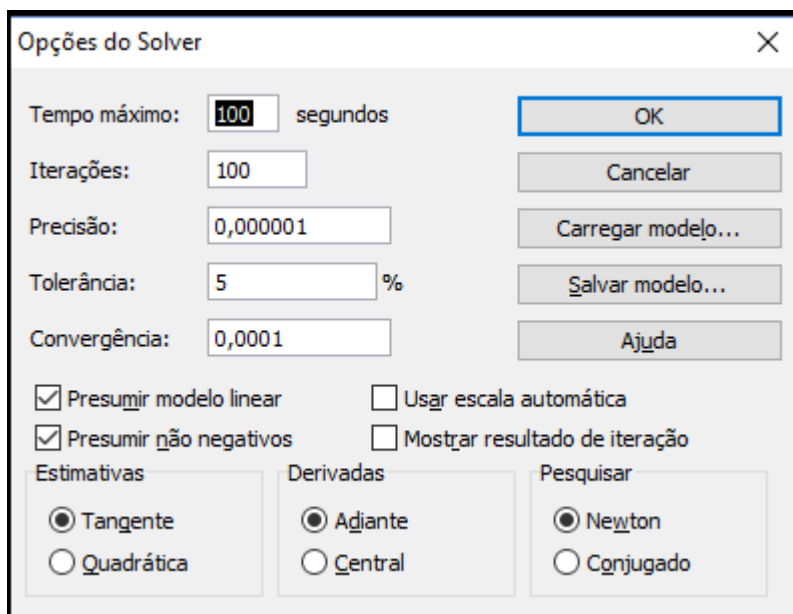 Opções do Solver
Tempo máximo: 100 segundos
OK
Iterações: 100
Cancelar
Precisão: 0,000001
Carregar modelo...
Tolerância: 5 %
Salvar modelo...
Convergência: 0,0001
Ajuda
Presumir modelo linear
Usar escala automática
Presumir não negativos
Mostrar resultado de iteração
Estimativas
Derivadas
Pesquisar
Tangente
Adiante
Newton
Quadrática
Central
Conjugado